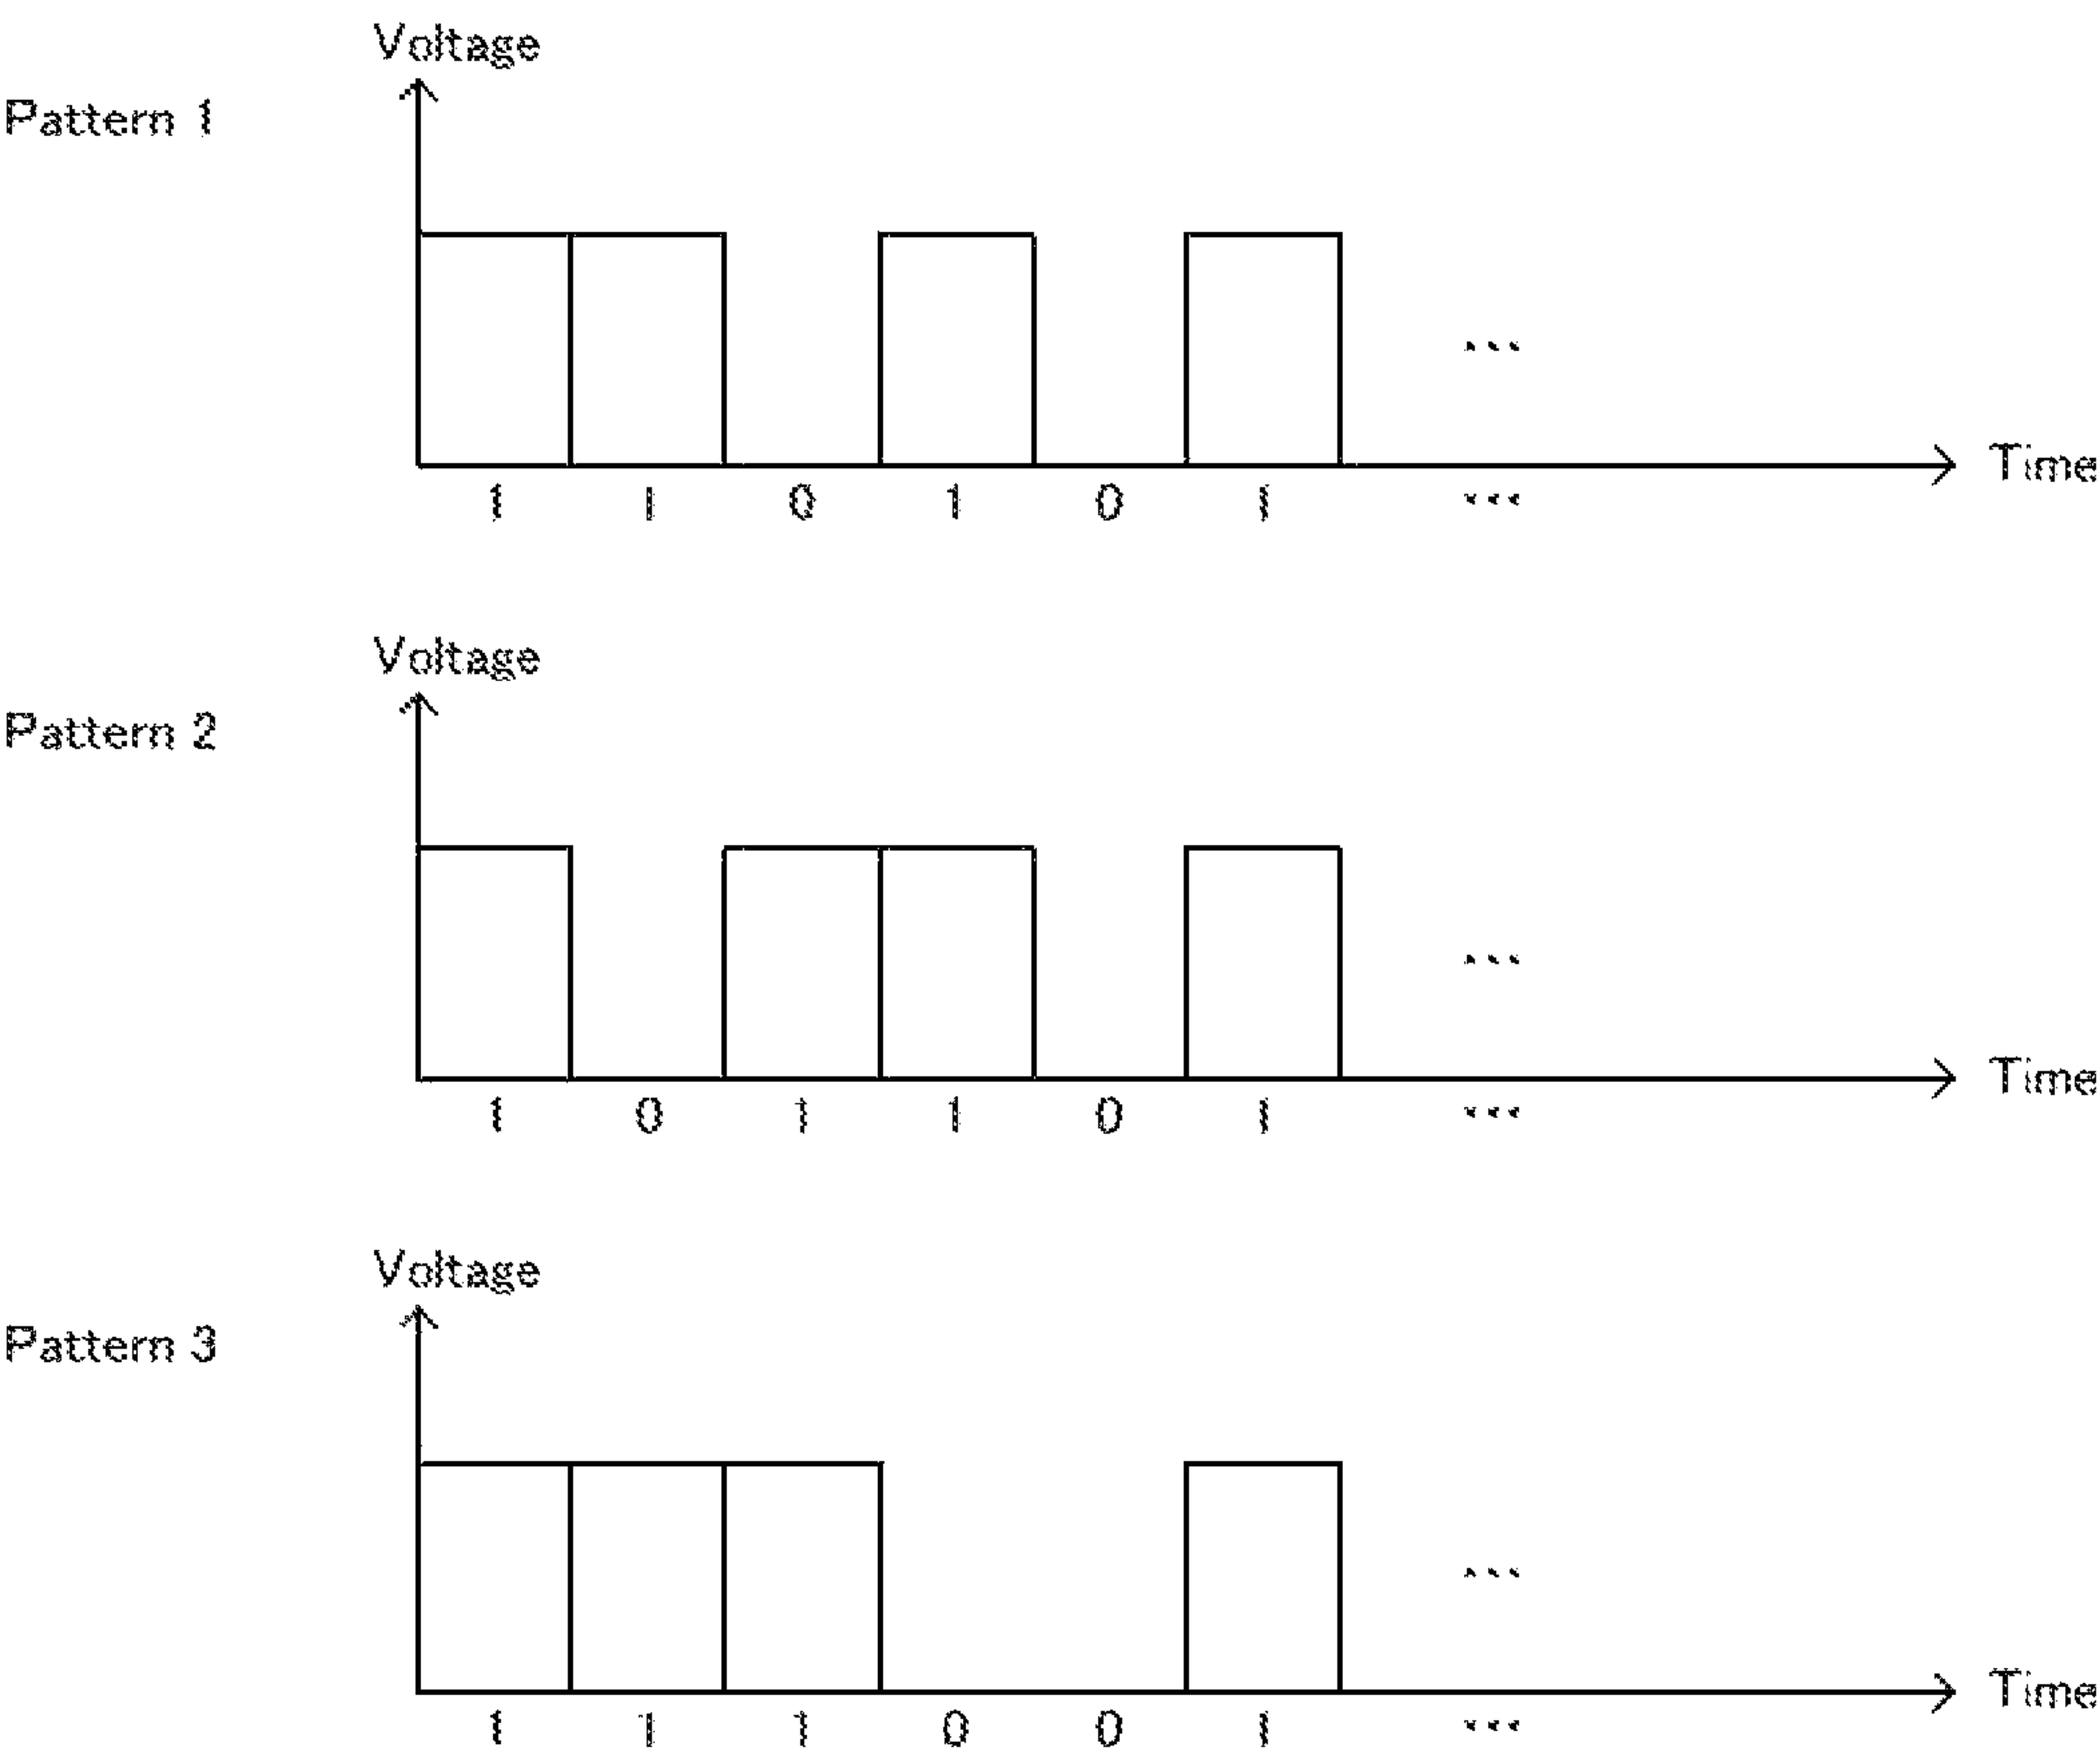 Voltage
Pattern 1
...
Time
1 1 0 1 0 1 ...
Voltage
Pattern 2
...
Time
1 0 1 1 0 1 ...
Voltage
Pattern 3
...
Time
1 1 1 0 0 1 ...